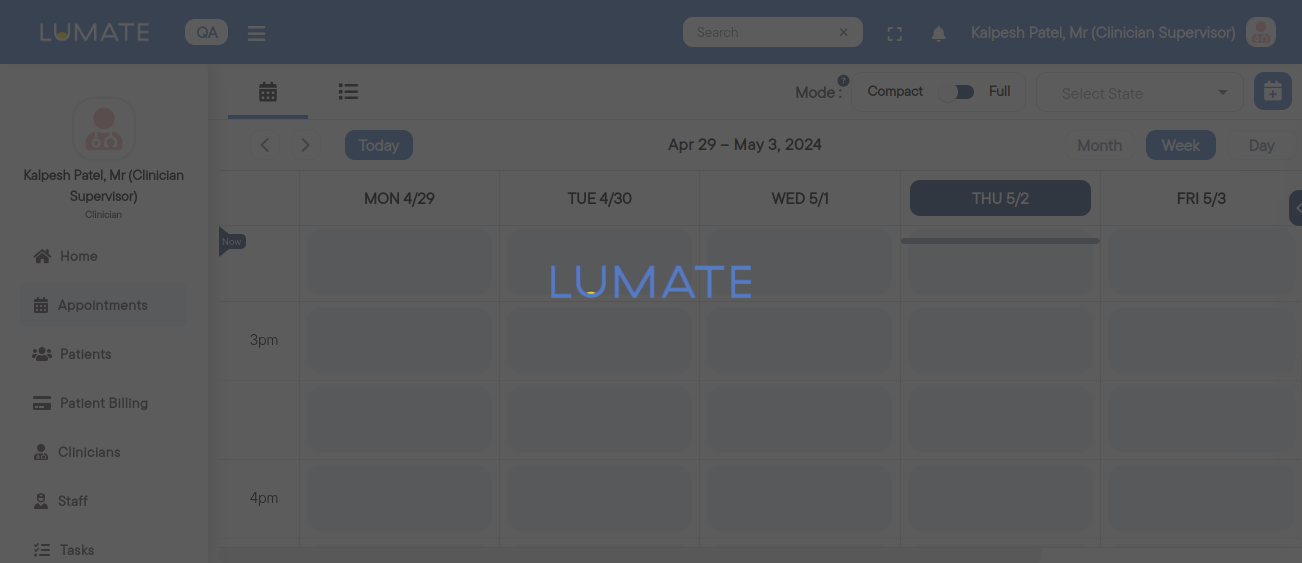 LUMATE
QA
Search
Kalpesh Patel, Mr (Clinician Supervisor)
Kalpesh Patel, Mr (Clinician
Supervisor)
Clinician
Home
Appointments
Patients
Patient Billing
Clinicians
Staff
Tasks
Mode :
?
Compact
Full
Select State
Today
Apr 29 – May 3, 2024
Month
Week
Day
MON 4/29
TUE 4/30
WED 5/1
THU 5/2
FRI 5/3
Now
LUMATE
3pm
4pm